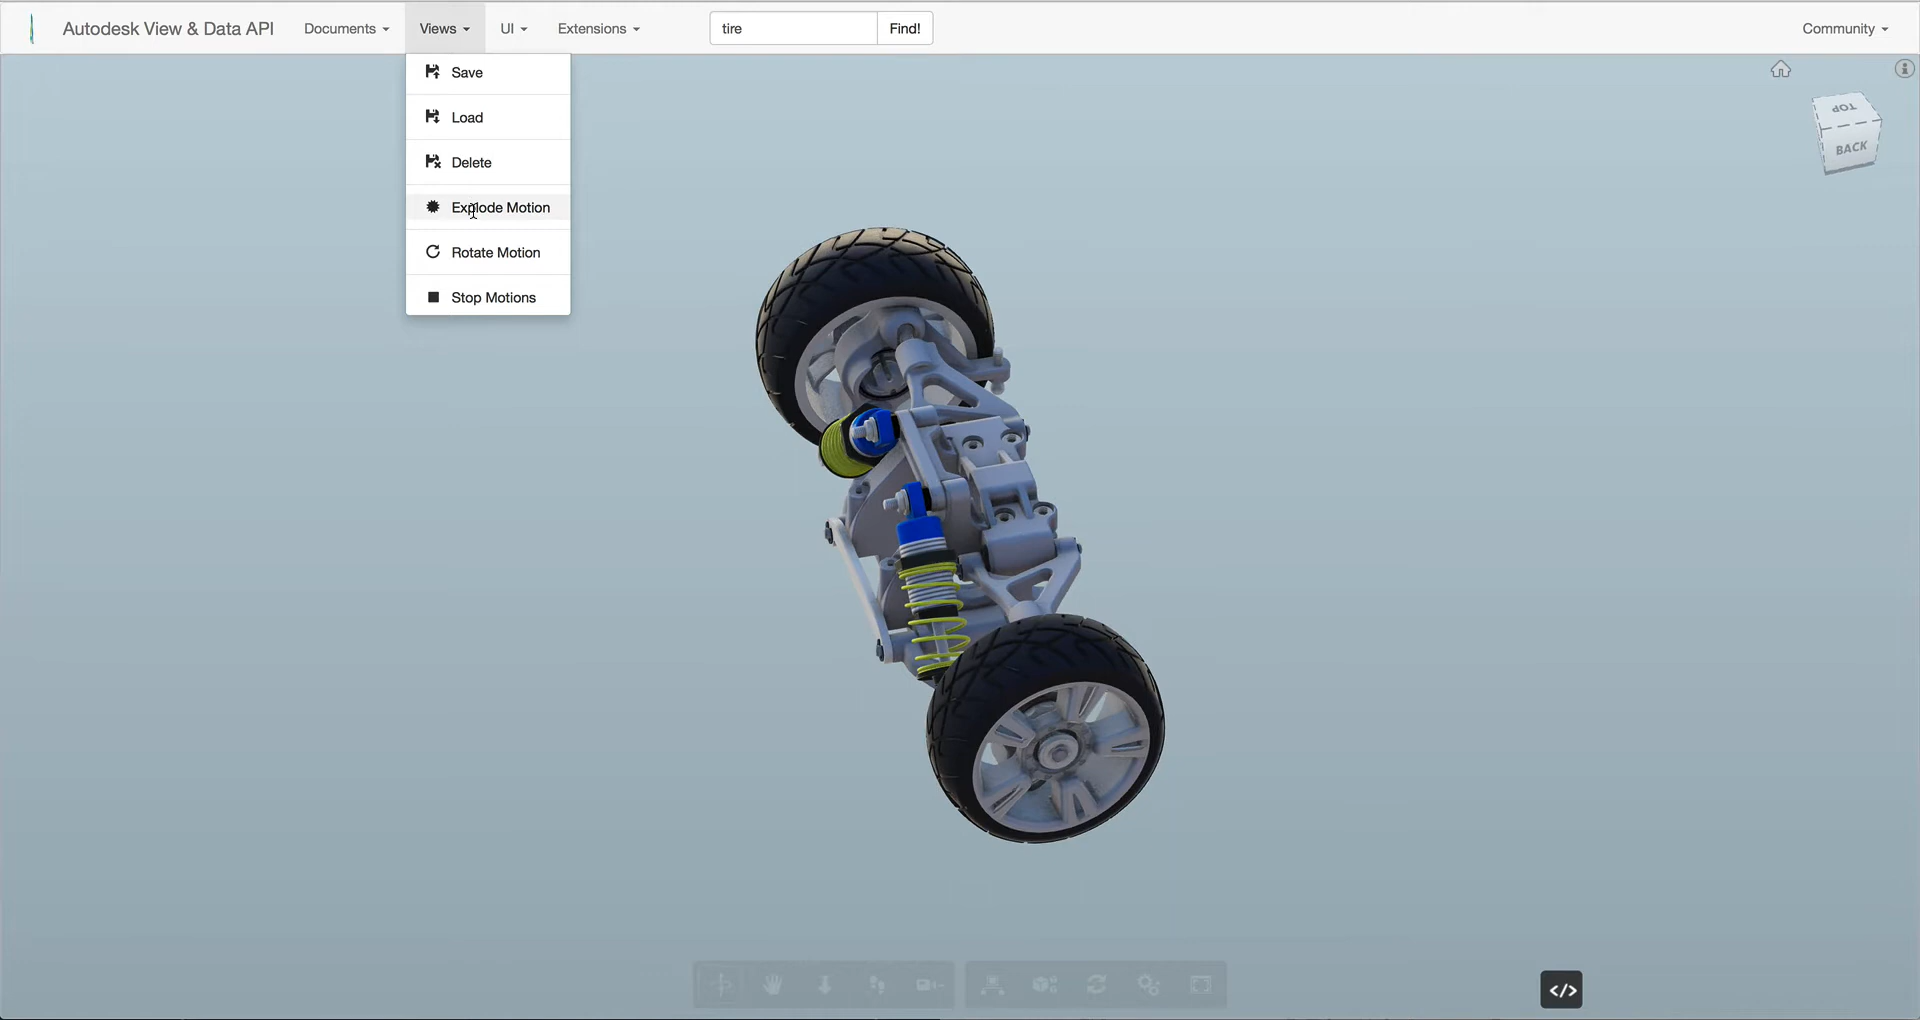 Autodesk View & Data API
Documents
Views
UI
Extensions
tire
Find!
Community
Save
Load
Delete
Explode Motion
Rotate Motion
Stop Motions
TOP
BACK
</>